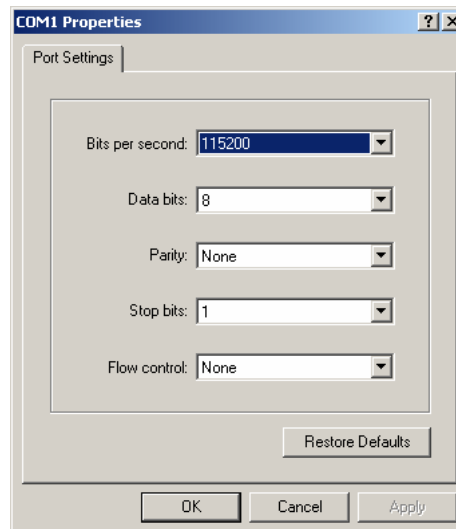 COM1 Properties
Port Settings
Bits per second: 115200
Data bits: 8
Parity: None
Stop bits: 1
Flow control: None
Restore Defaults
OK Cancel Apply